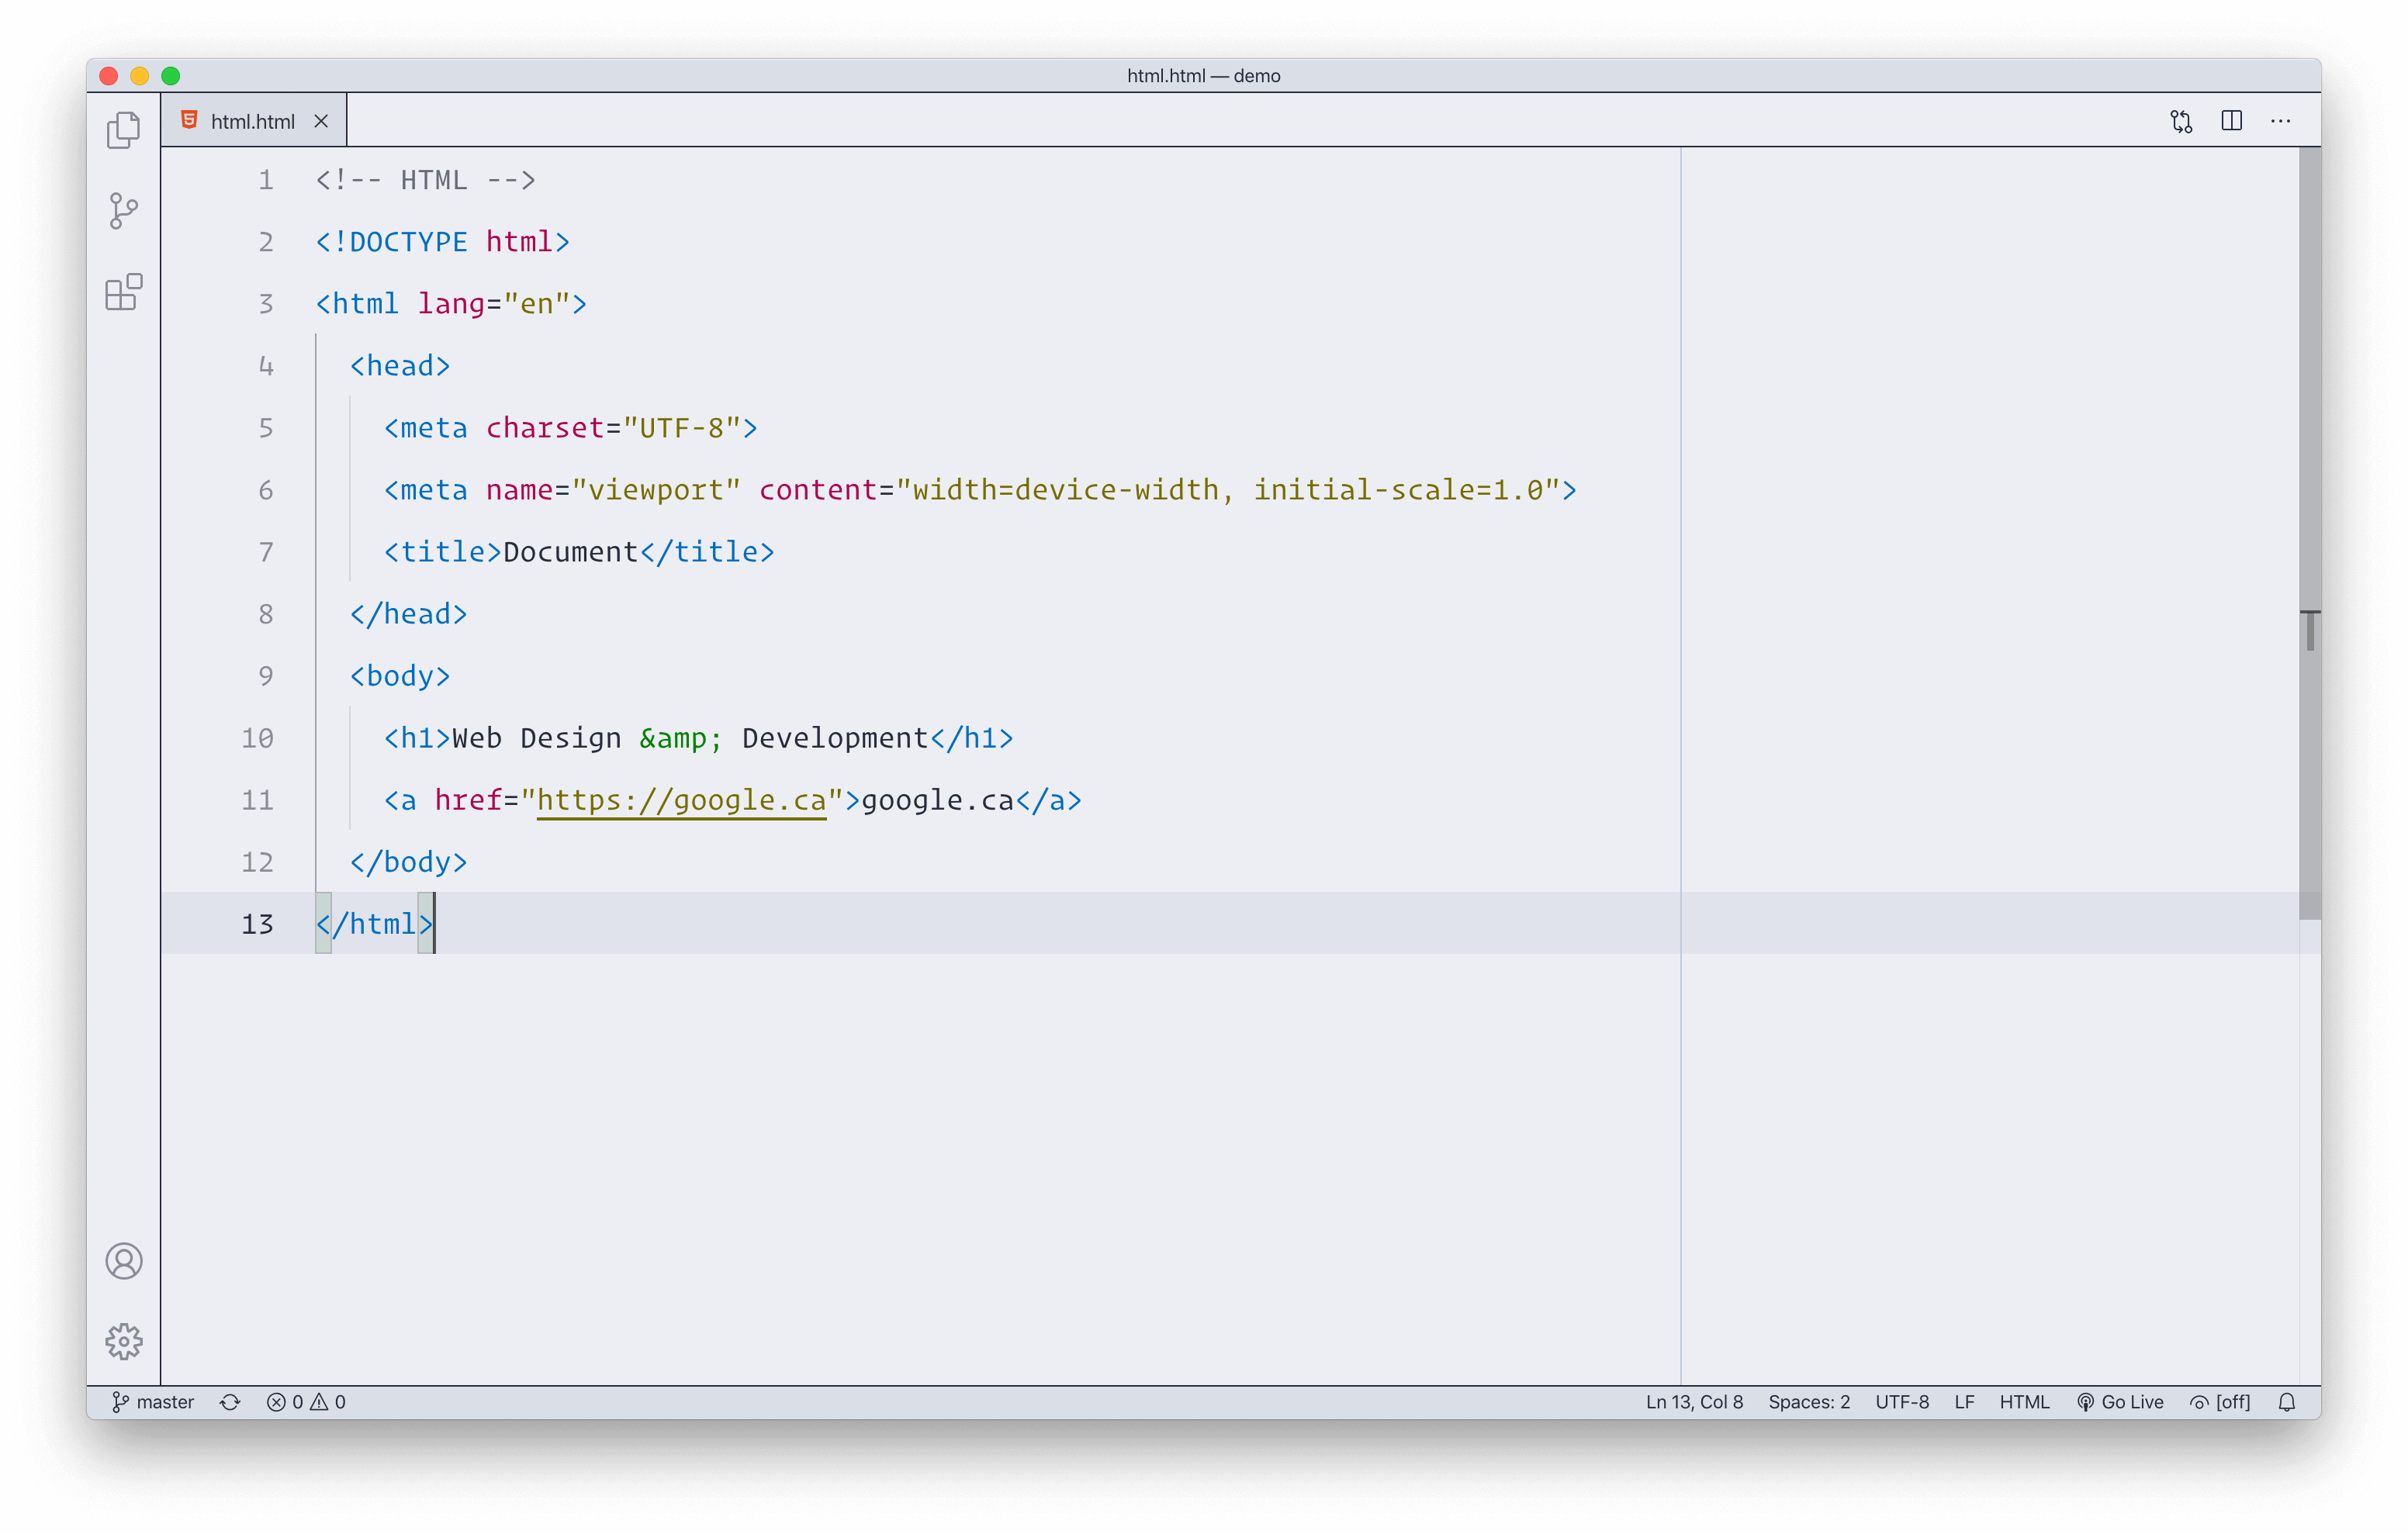 html.html — demo
html.html
1 <!-- HTML -->
2 <!DOCTYPE html>
3 <html lang="en">
4   <head>
5     <meta charset="UTF-8">
6     <meta name="viewport" content="width=device-width, initial-scale=1.0">
7     <title>Document</title>
8   </head>
9   <body>
10     <h1>Web Design &amp; Development</h1>
11     <a href="https://google.ca">google.ca</a>
12   </body>
13 </html>
master 0 0 Ln 13, Col 8 Spaces: 2 UTF-8 LF HTML Go Live [off]